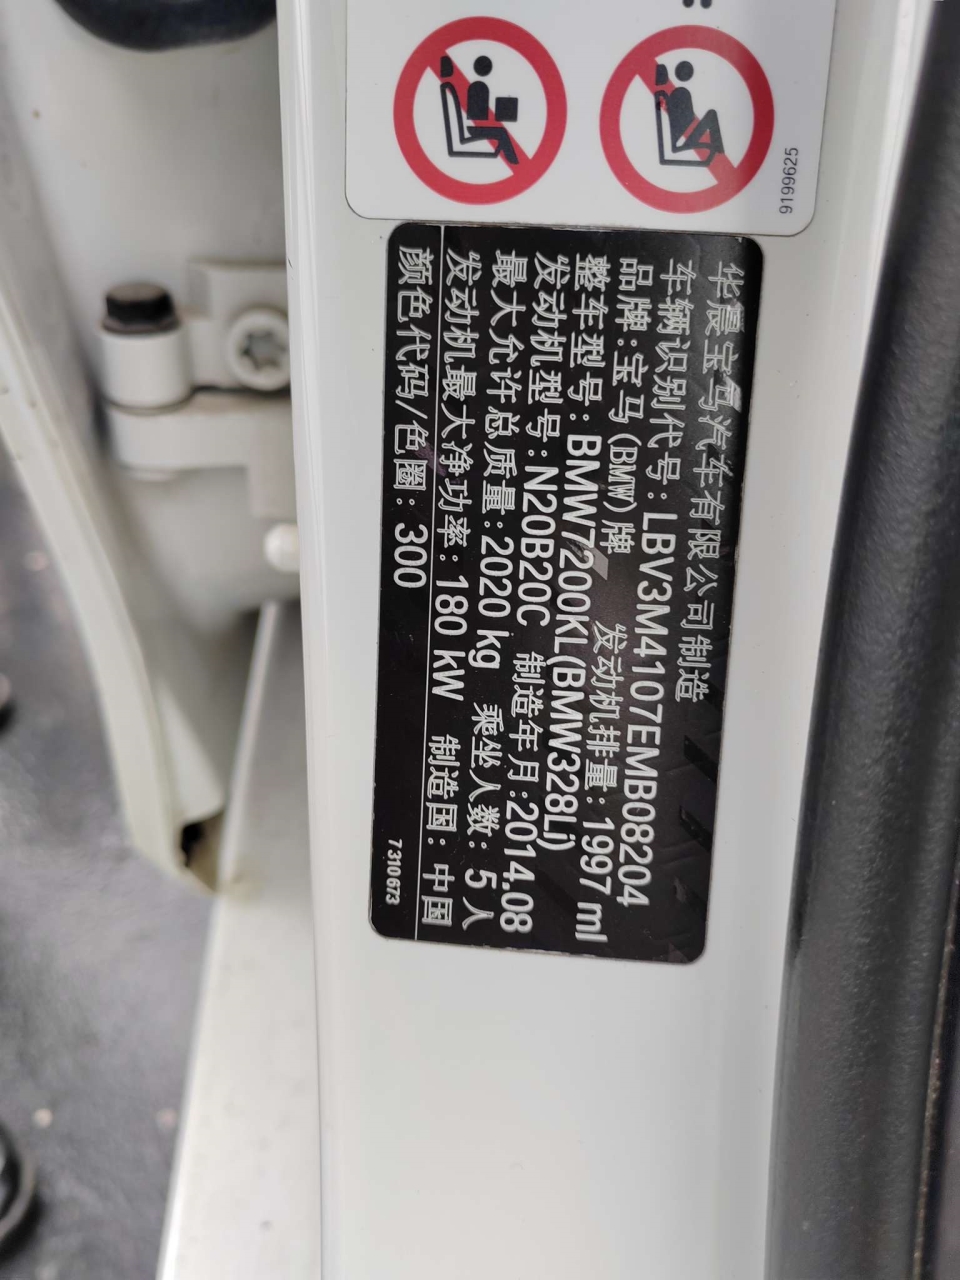 9199625
华晨宝马汽车有限公司制造
车辆识别代号:LBV3M4107EMB08204
品牌:宝马(BMW)牌 发动机排量:1997 ml
整车型号:BMW7200KL(BMW328Li)
发动机型号:N20B20C 制造年月:2014.08
最大允许总质量:2020 kg 乘坐人数:5人
发动机最大净功率:180 kW 制造国:中国
颜色代码/色圈:300
7310673